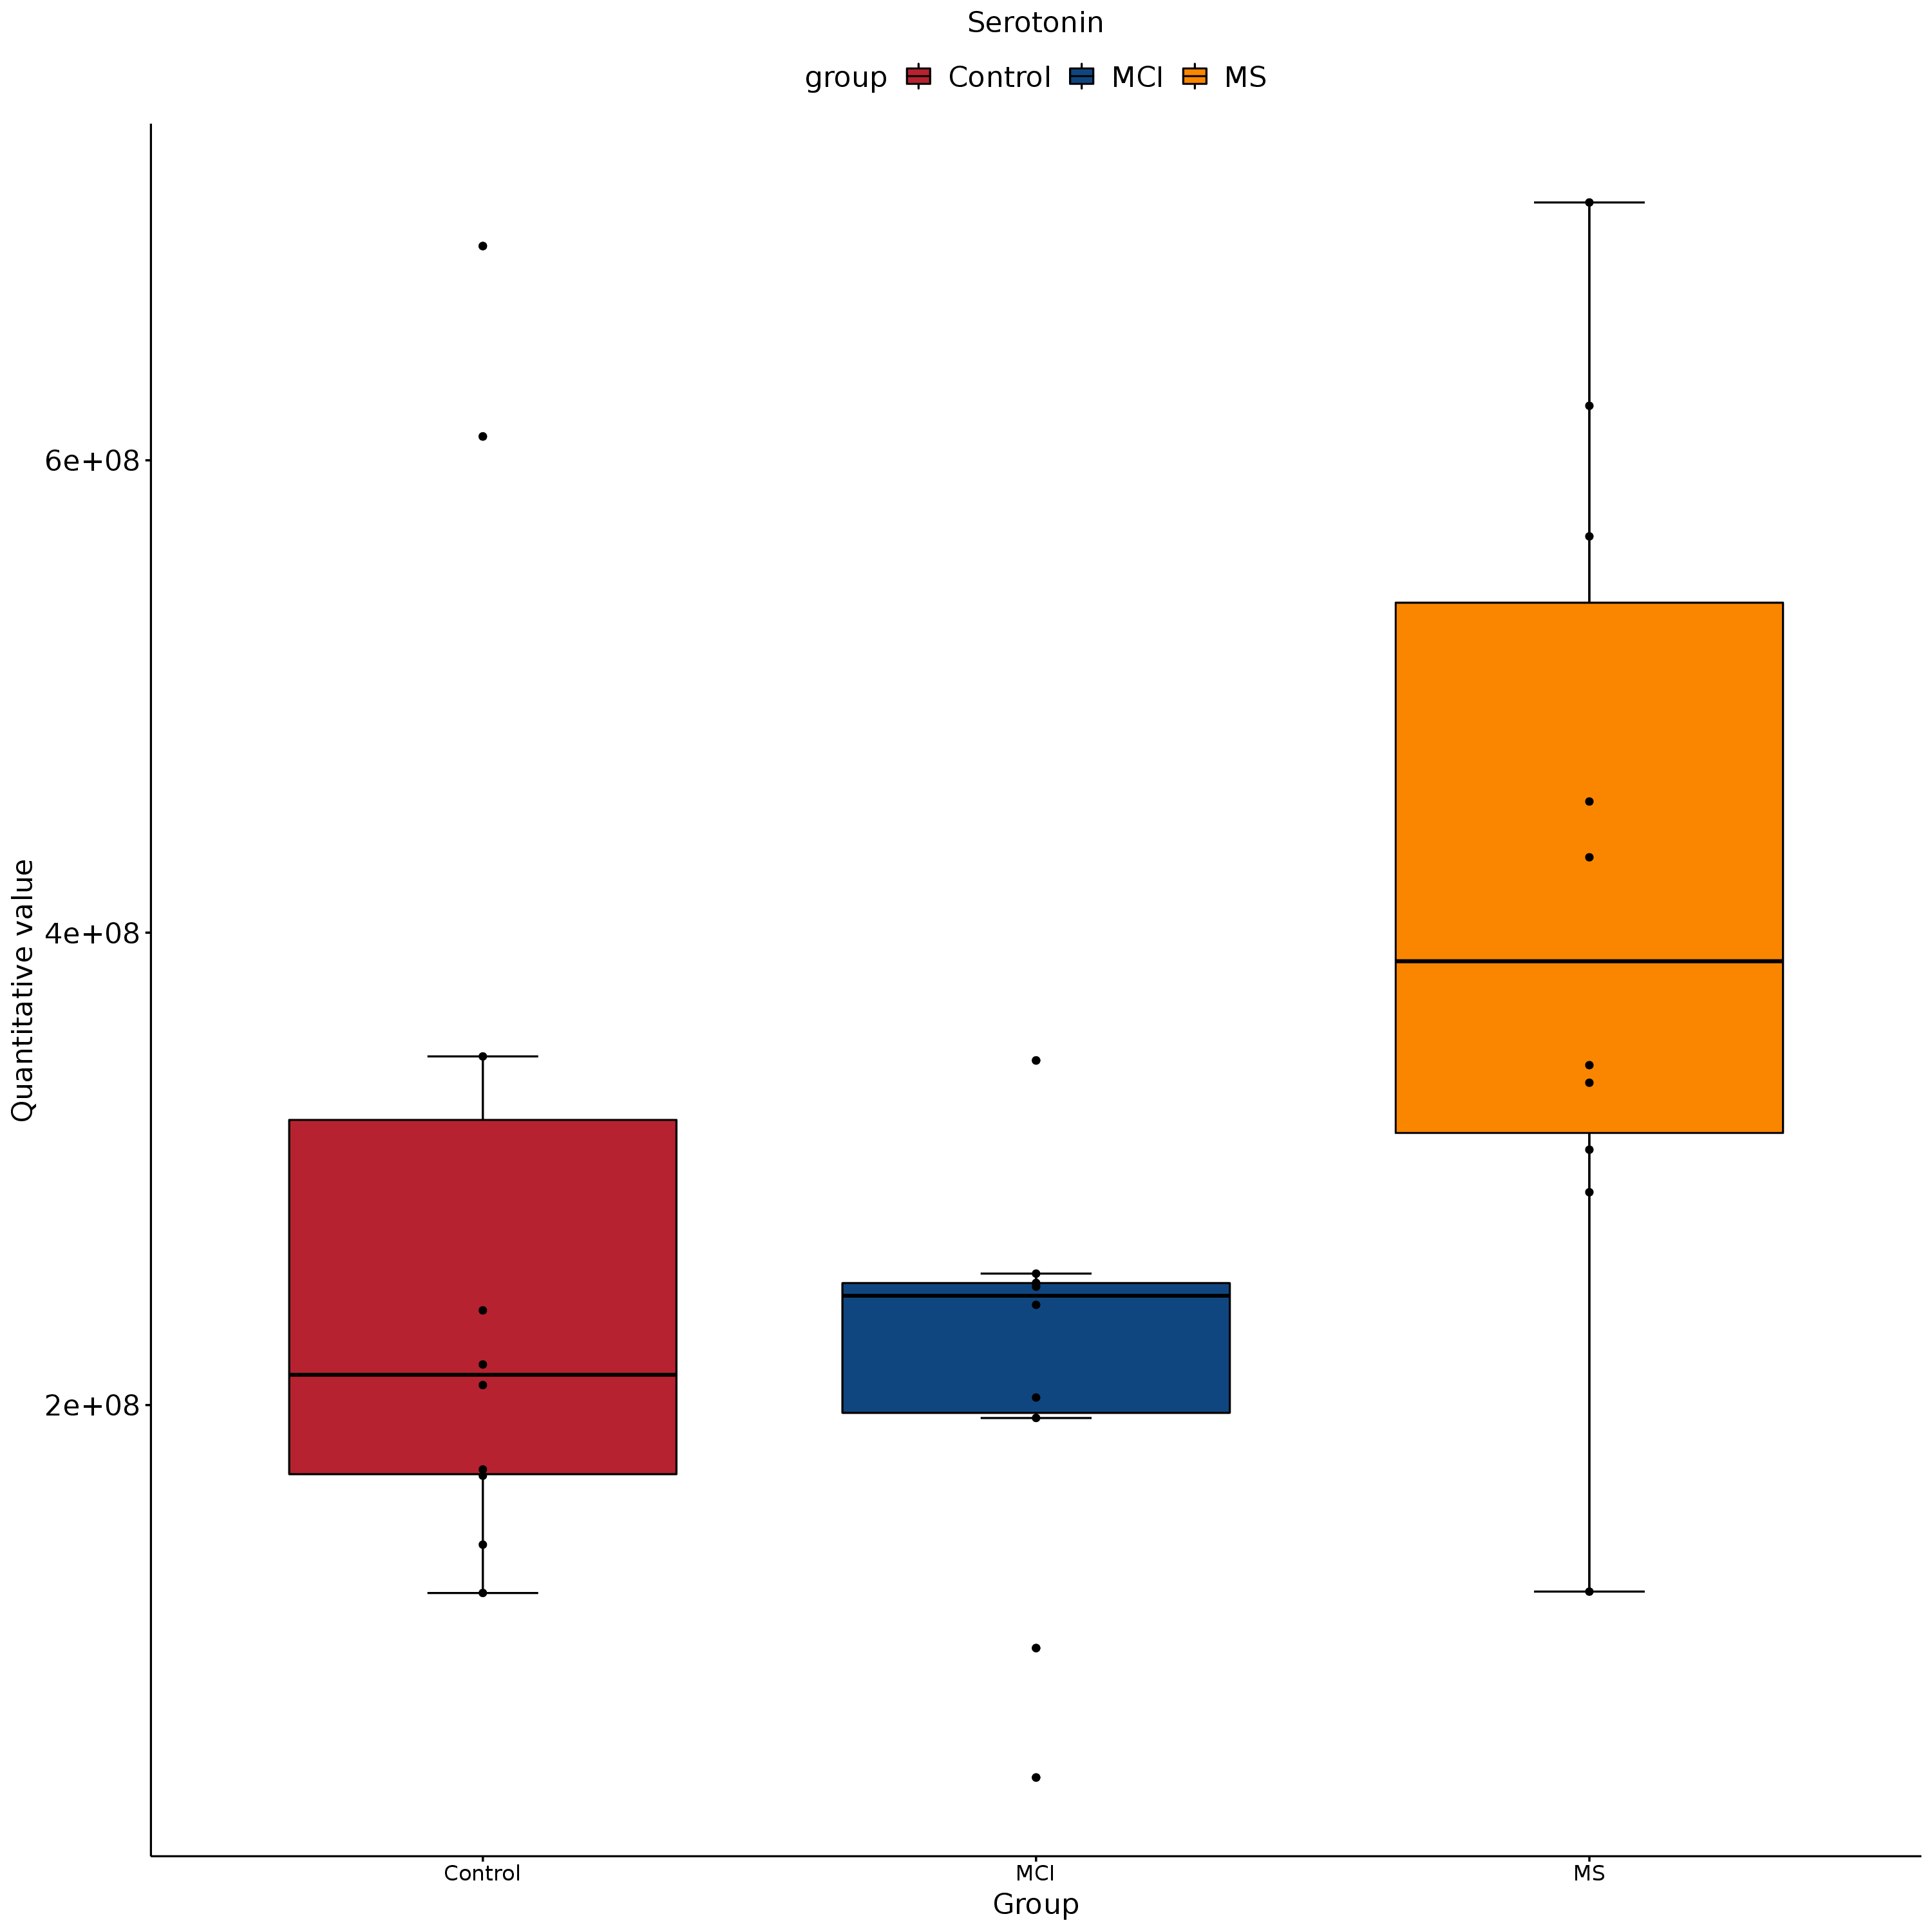 Serotonin
group Control MCI MS
Quantitative value
6e+08
4e+08
2e+08
Control MCI MS
Group